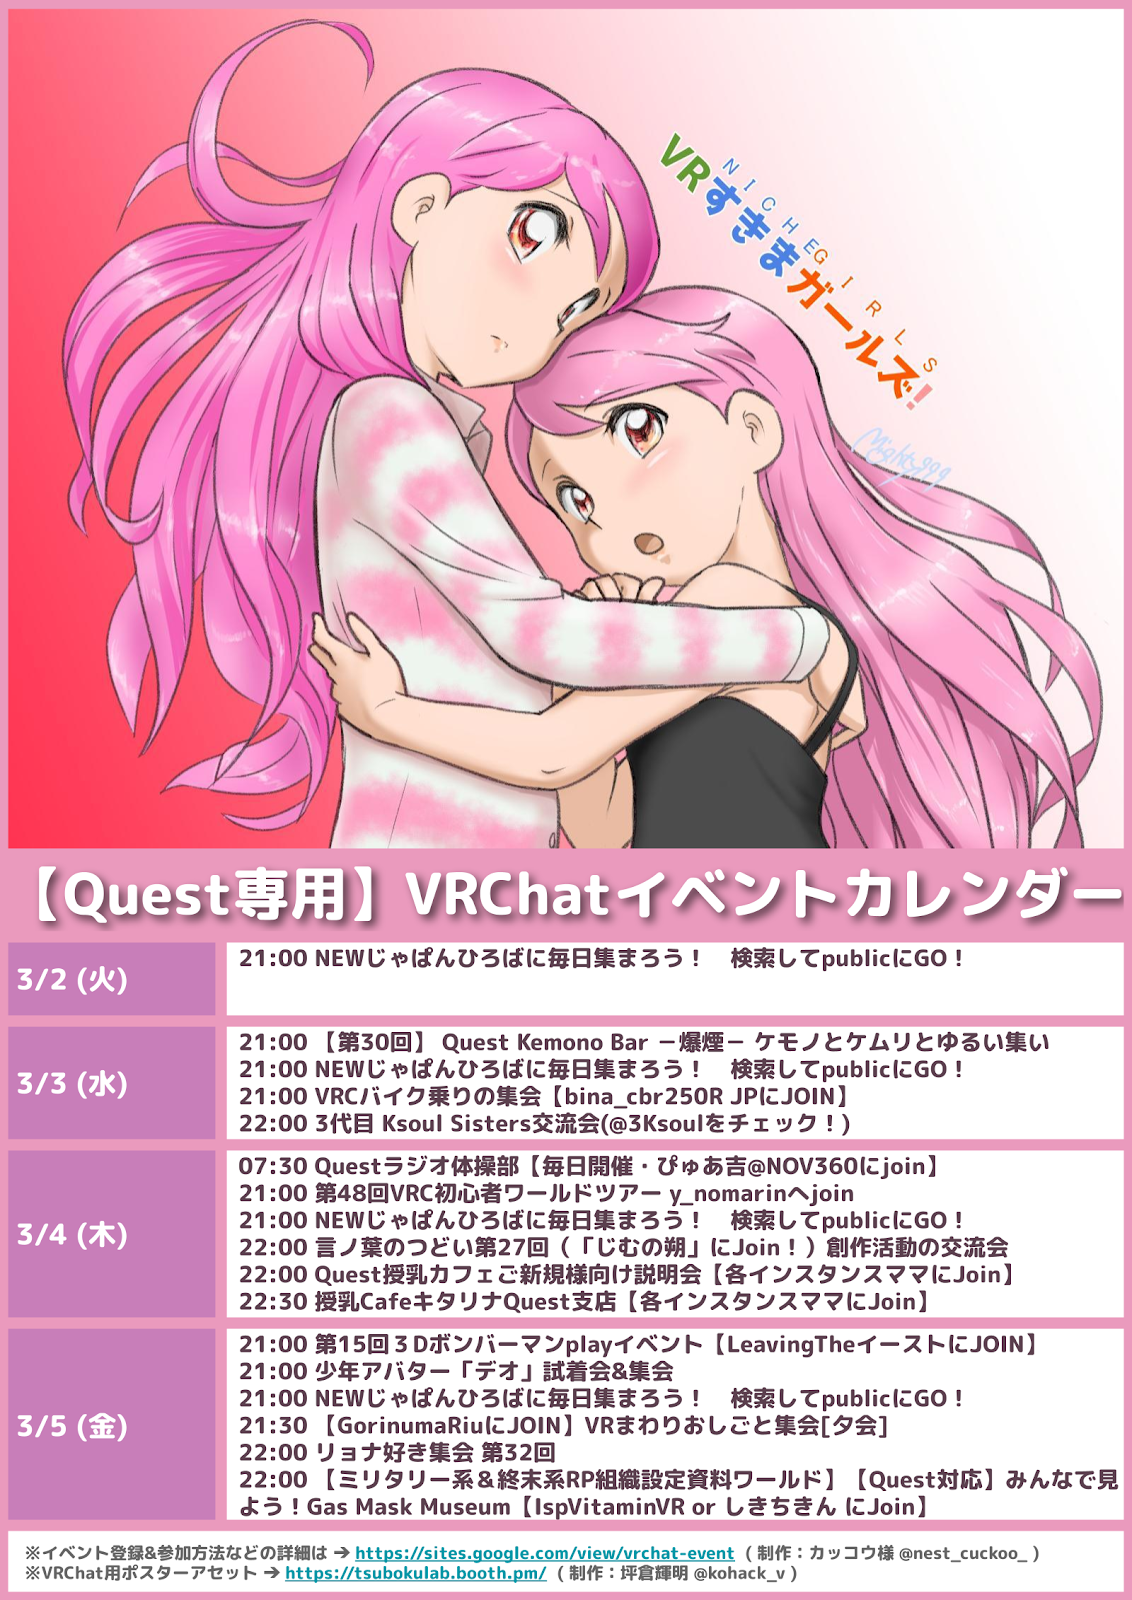 NICHEGIRLS
VRすきまガールズ!
Mighty999
【Quest専用】VRChatイベントカレンダー
3/2 (火)
21:00 NEWじゃぱんひろばに毎日集まろう！　検索してpublicにGO！
3/3 (水)
21:00 【第30回】 Quest Kemono Bar －爆煙－ ケモノとケムリとゆるい集い
21:00 NEWじゃぱんひろばに毎日集まろう！　検索してpublicにGO！
21:00 VRCバイク乗りの集会【bina_cbr250R JPにJOIN】
22:00 3代目 Ksoul Sisters交流会(@3Ksoulをチェック！)
3/4 (木)
07:30 Questラジオ体操部【毎日開催・ぴゅあ吉@NOV360にjoin】
21:00 第48回VRC初心者ワールドツアー y_nomarinへjoin
21:00 NEWじゃぱんひろばに毎日集まろう！　検索してpublicにGO！
22:00 言ノ葉のつどい第27回（「じむの朔」にJoin！）創作活動の交流会
22:00 Quest授乳カフェご新規様向け説明会【各インスタンスママにJoin】
22:30 授乳CafeキタリナQuest支店【各インスタンスママにJoin】
3/5 (金)
21:00 第15回３Dボンバーマンplayイベント【LeavingTheイーストにJOIN】
21:00 少年アバター「デオ」試着会&集会
21:00 NEWじゃぱんひろばに毎日集まろう！　検索してpublicにGO！
21:30 【GorinumaRiuにJOIN】VRまわりおしごと集会[夕会]
22:00 リョナ好き集会 第32回
22:00 【ミリタリー系＆終末系RP組織設定資料ワールド】【Quest対応】みんなで見
よう！Gas Mask Museum【IspVitaminVR or しきちきん にJoin】
※イベント登録&参加方法などの詳細は → https://sites.google.com/view/vrchat-event （ 制作：カッコウ様 @nest_cuckoo_ ）
※VRChat用ポスターアセット → https://tsubokulab.booth.pm/ （ 制作：坪倉輝明 @kohack_v ）